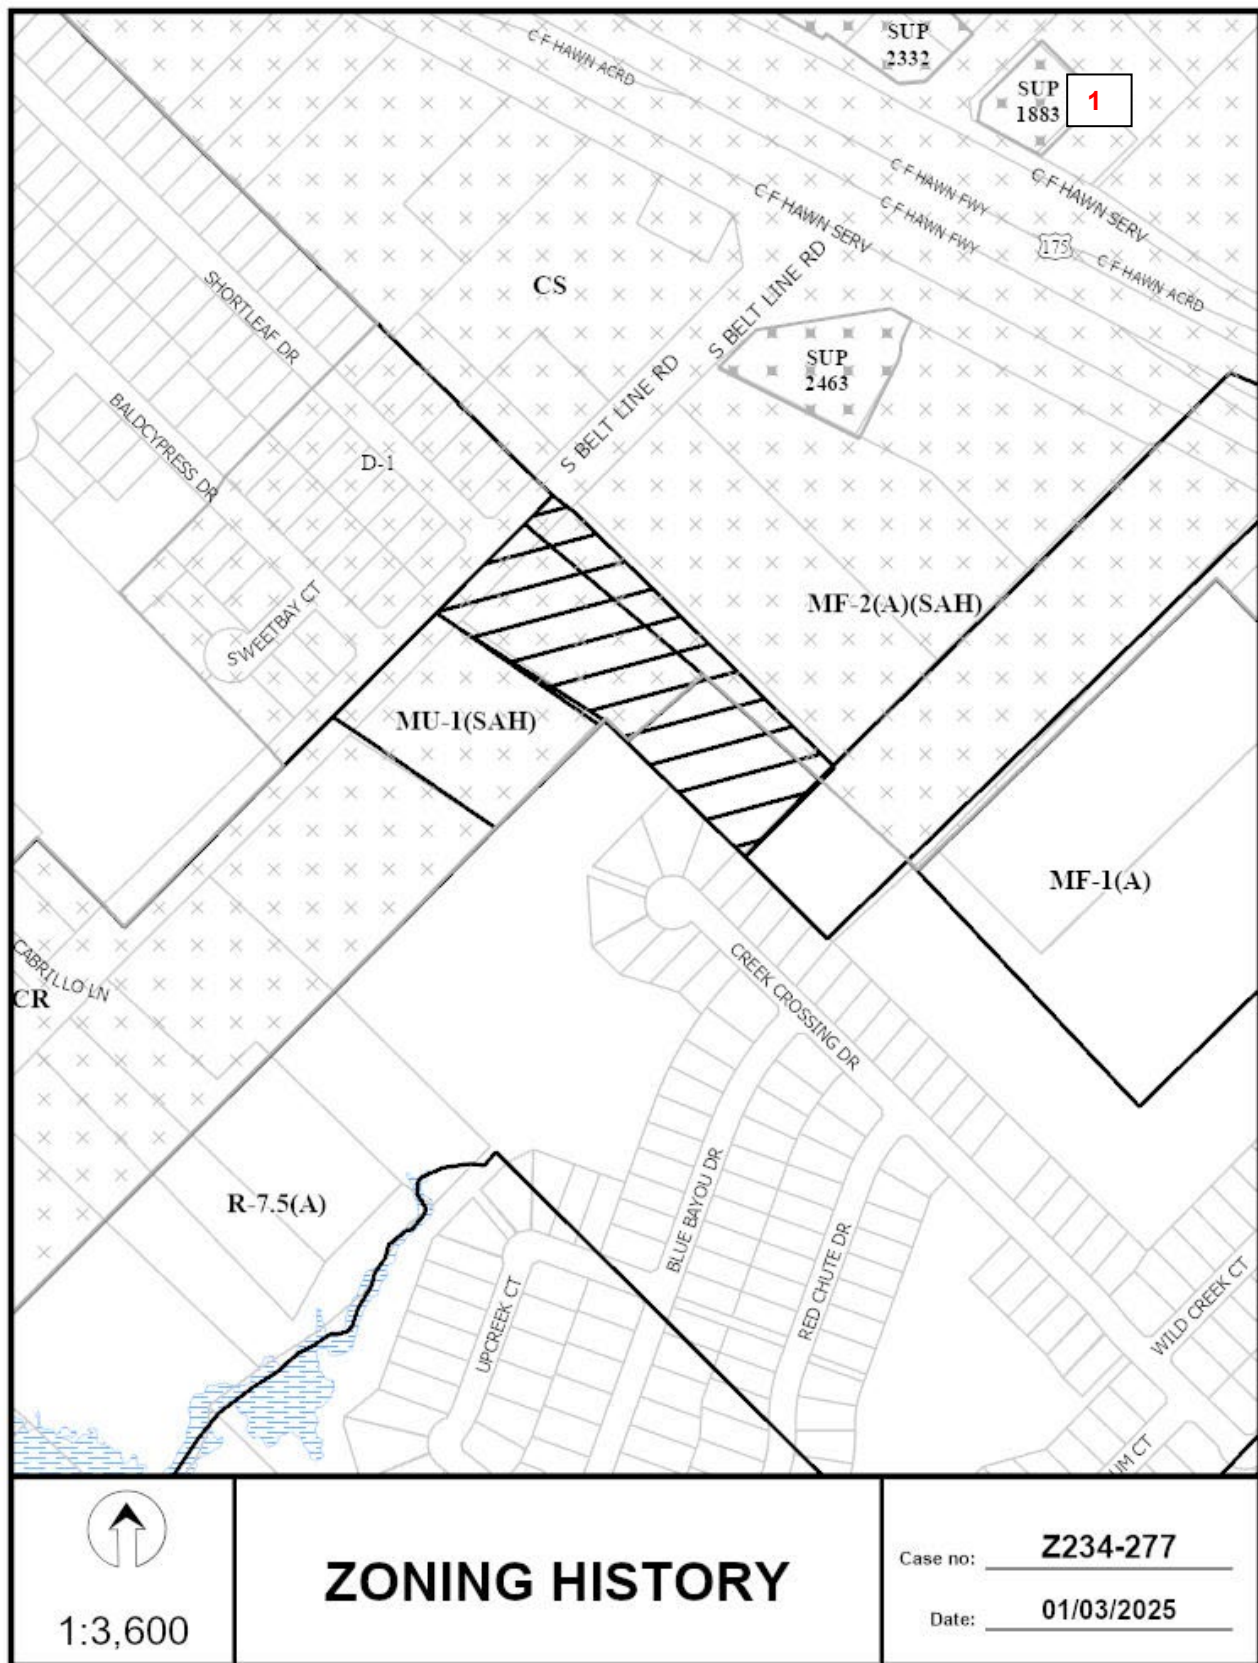 C F HAWN ACRD
SUP
2332
SUP
1883
1
C F HAWN FWY
C F HAWN SERV
C F HAWN SERV
C F HAWN FWY
175
C F HAWN ACRD
S BELT LINE RD
CS
SHORTLEAF DR
SUP
2463
S BELT LINE RD
BALDCYPRESS DR
D-1
MF-2(A)(SAH)
SWEETBAY CT
MU-1(SAH)
MF-1(A)
CREEK CROSSING DR
CABRILLO LN
CR
BLUE BAYOU DR
R-7.5(A)
RED CHUTE DR
UPCREEK CT
WILD CREEK CT
UM CT
1:3,600
ZONING HISTORY
Case no: Z234-277
Date: 01/03/2025